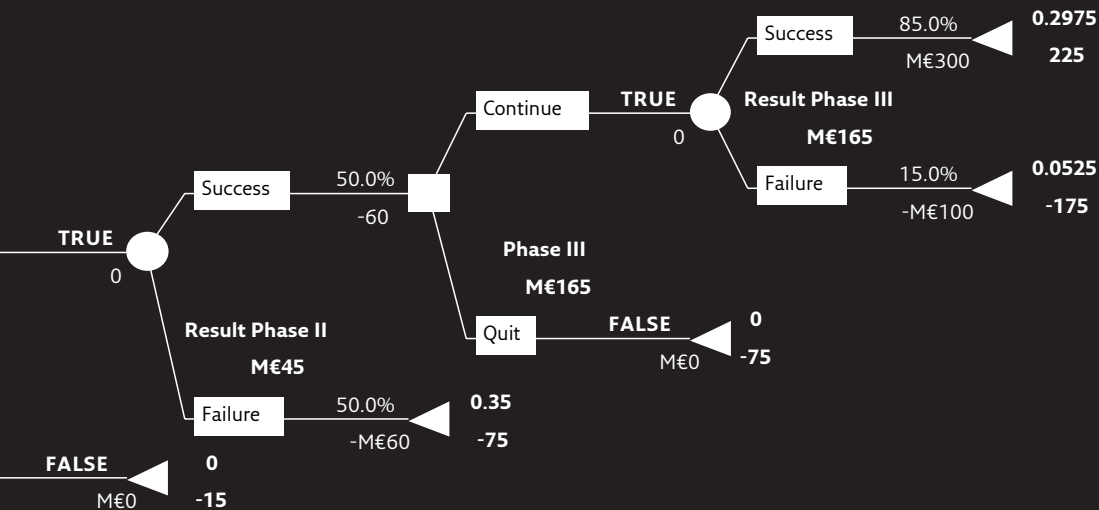 Success 85.0% 0.2975
M€300 225
Continue TRUE Result Phase III
0 M€165
Failure 15.0% 0.0525
-M€100 -175
Success 50.0%
-60
TRUE
0
Phase III
M€165
Quit FALSE 0
M€0 -75
Result Phase II
M€45
Failure 50.0% 0.35
-M€60 -75
FALSE 0
M€0 -15